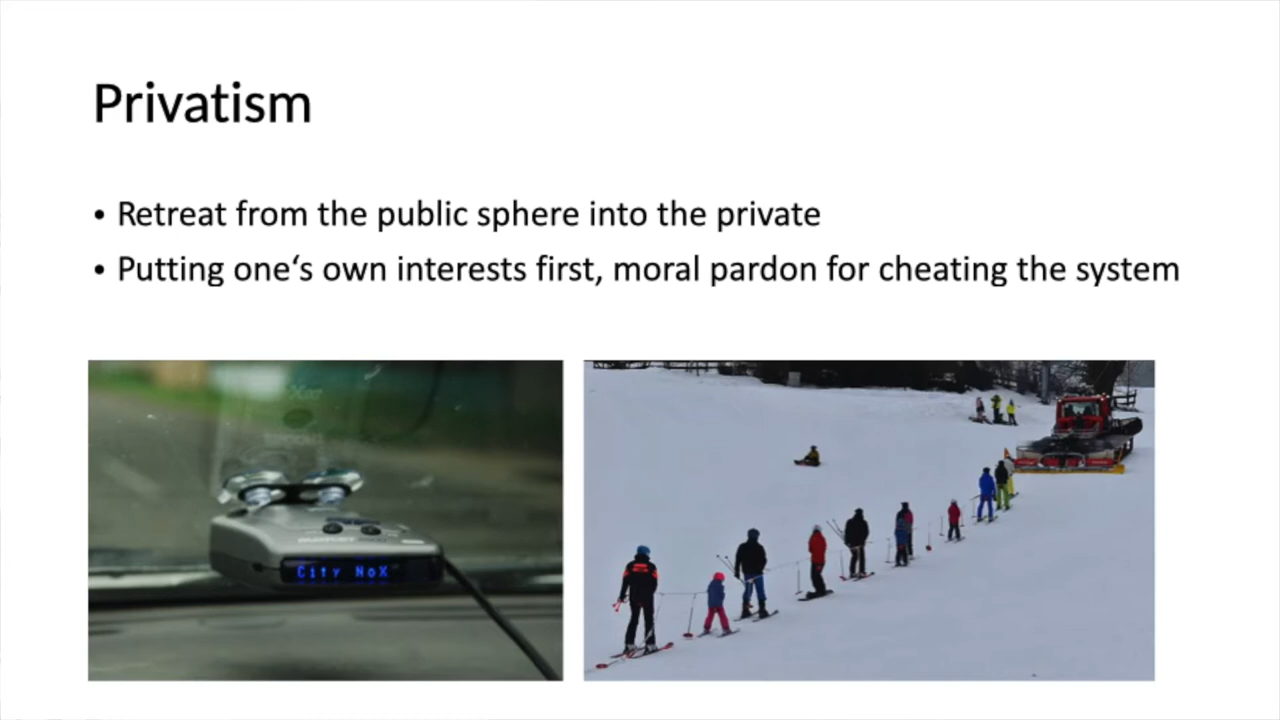 Privatism
• Retreat from the public sphere into the private
• Putting one‘s own interests first, moral pardon for cheating the system
City NoX